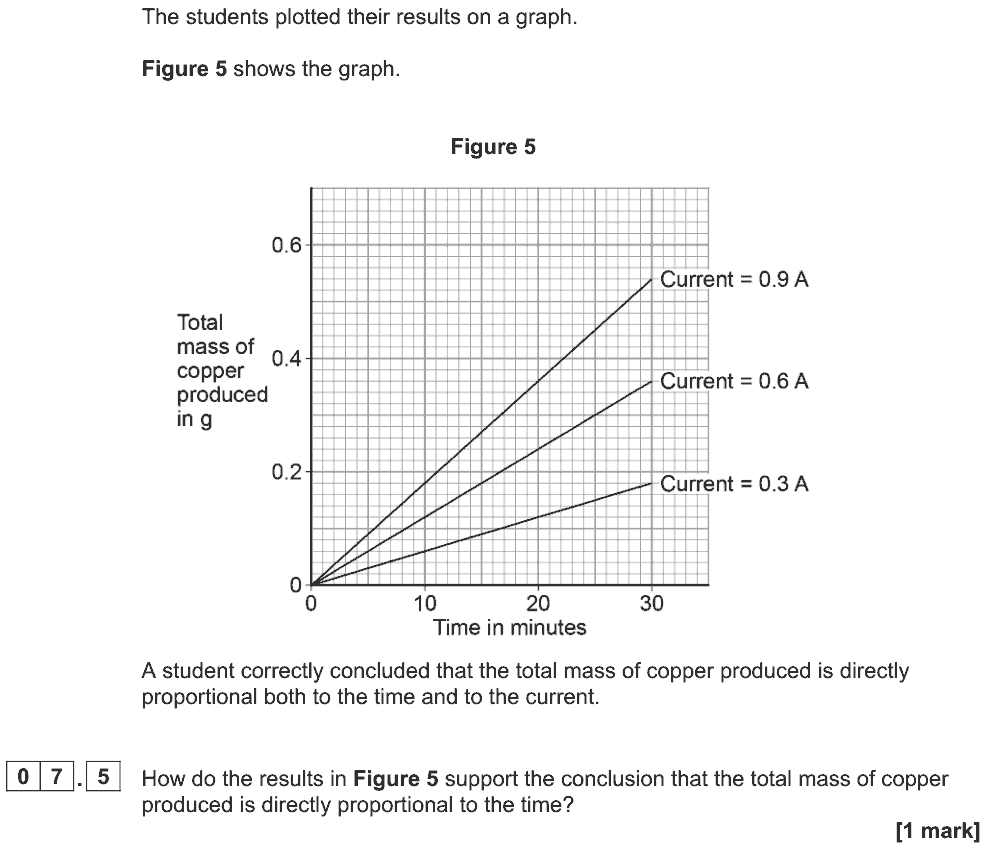 The students plotted their results on a graph.
Figure 5 shows the graph.
Figure 5
Total
mass of
copper
produced
in g
0.6
0.4
0.2
0
Current = 0.9 A
Current = 0.6 A
Current = 0.3 A
0 10 20 30
Time in minutes
A student correctly concluded that the total mass of copper produced is directly
proportional both to the time and to the current.
0 7 . 5 How do the results in Figure 5 support the conclusion that the total mass of copper
produced is directly proportional to the time?
[1 mark]